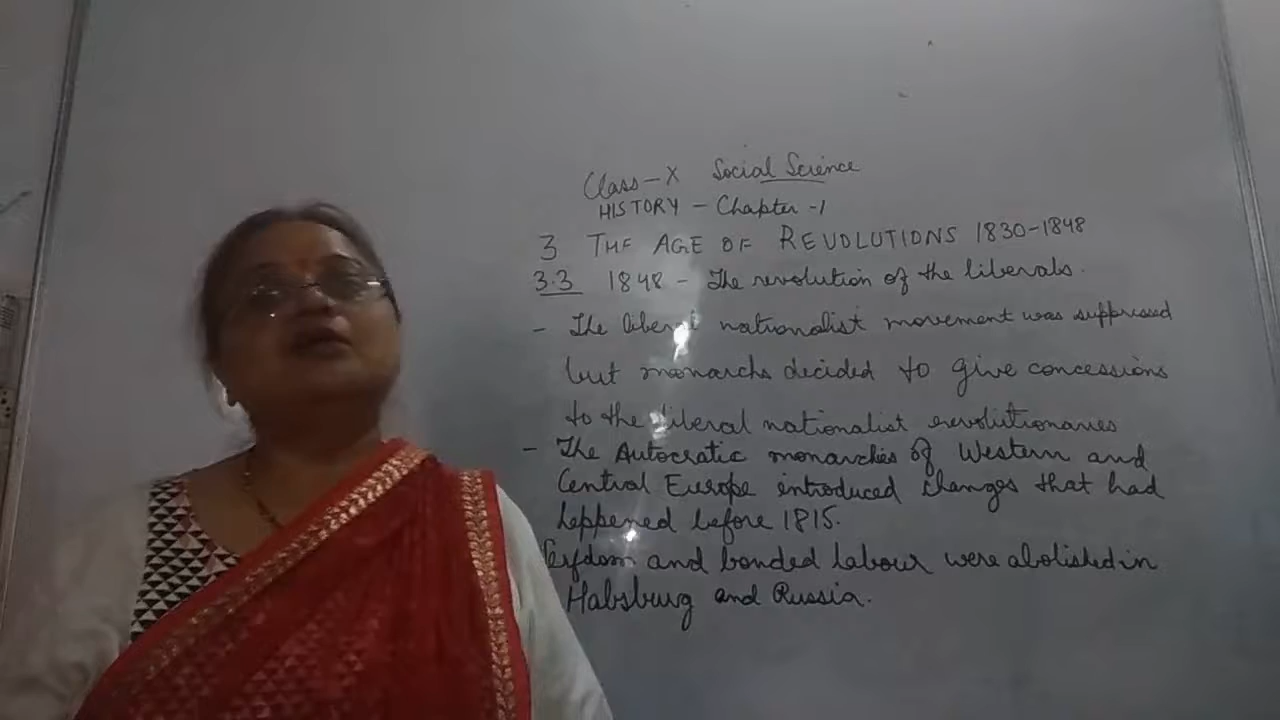 Class-X Social Science
HISTORY - Chapter -1
3 THE AGE OF REVOLUTIONS 1830-1848
3.3 1848 - The revolution of the liberals.
- The liberal nationalist movement was suppressed
but monarchs decided to give concessions
to the liberal nationalist revolutionaries
- The Autocratic monarchies of Western and
Central Europe introduced changes that had
heppened before 1815.
Serfdom and bonded labour were abolished in
Habsburg and Russia.